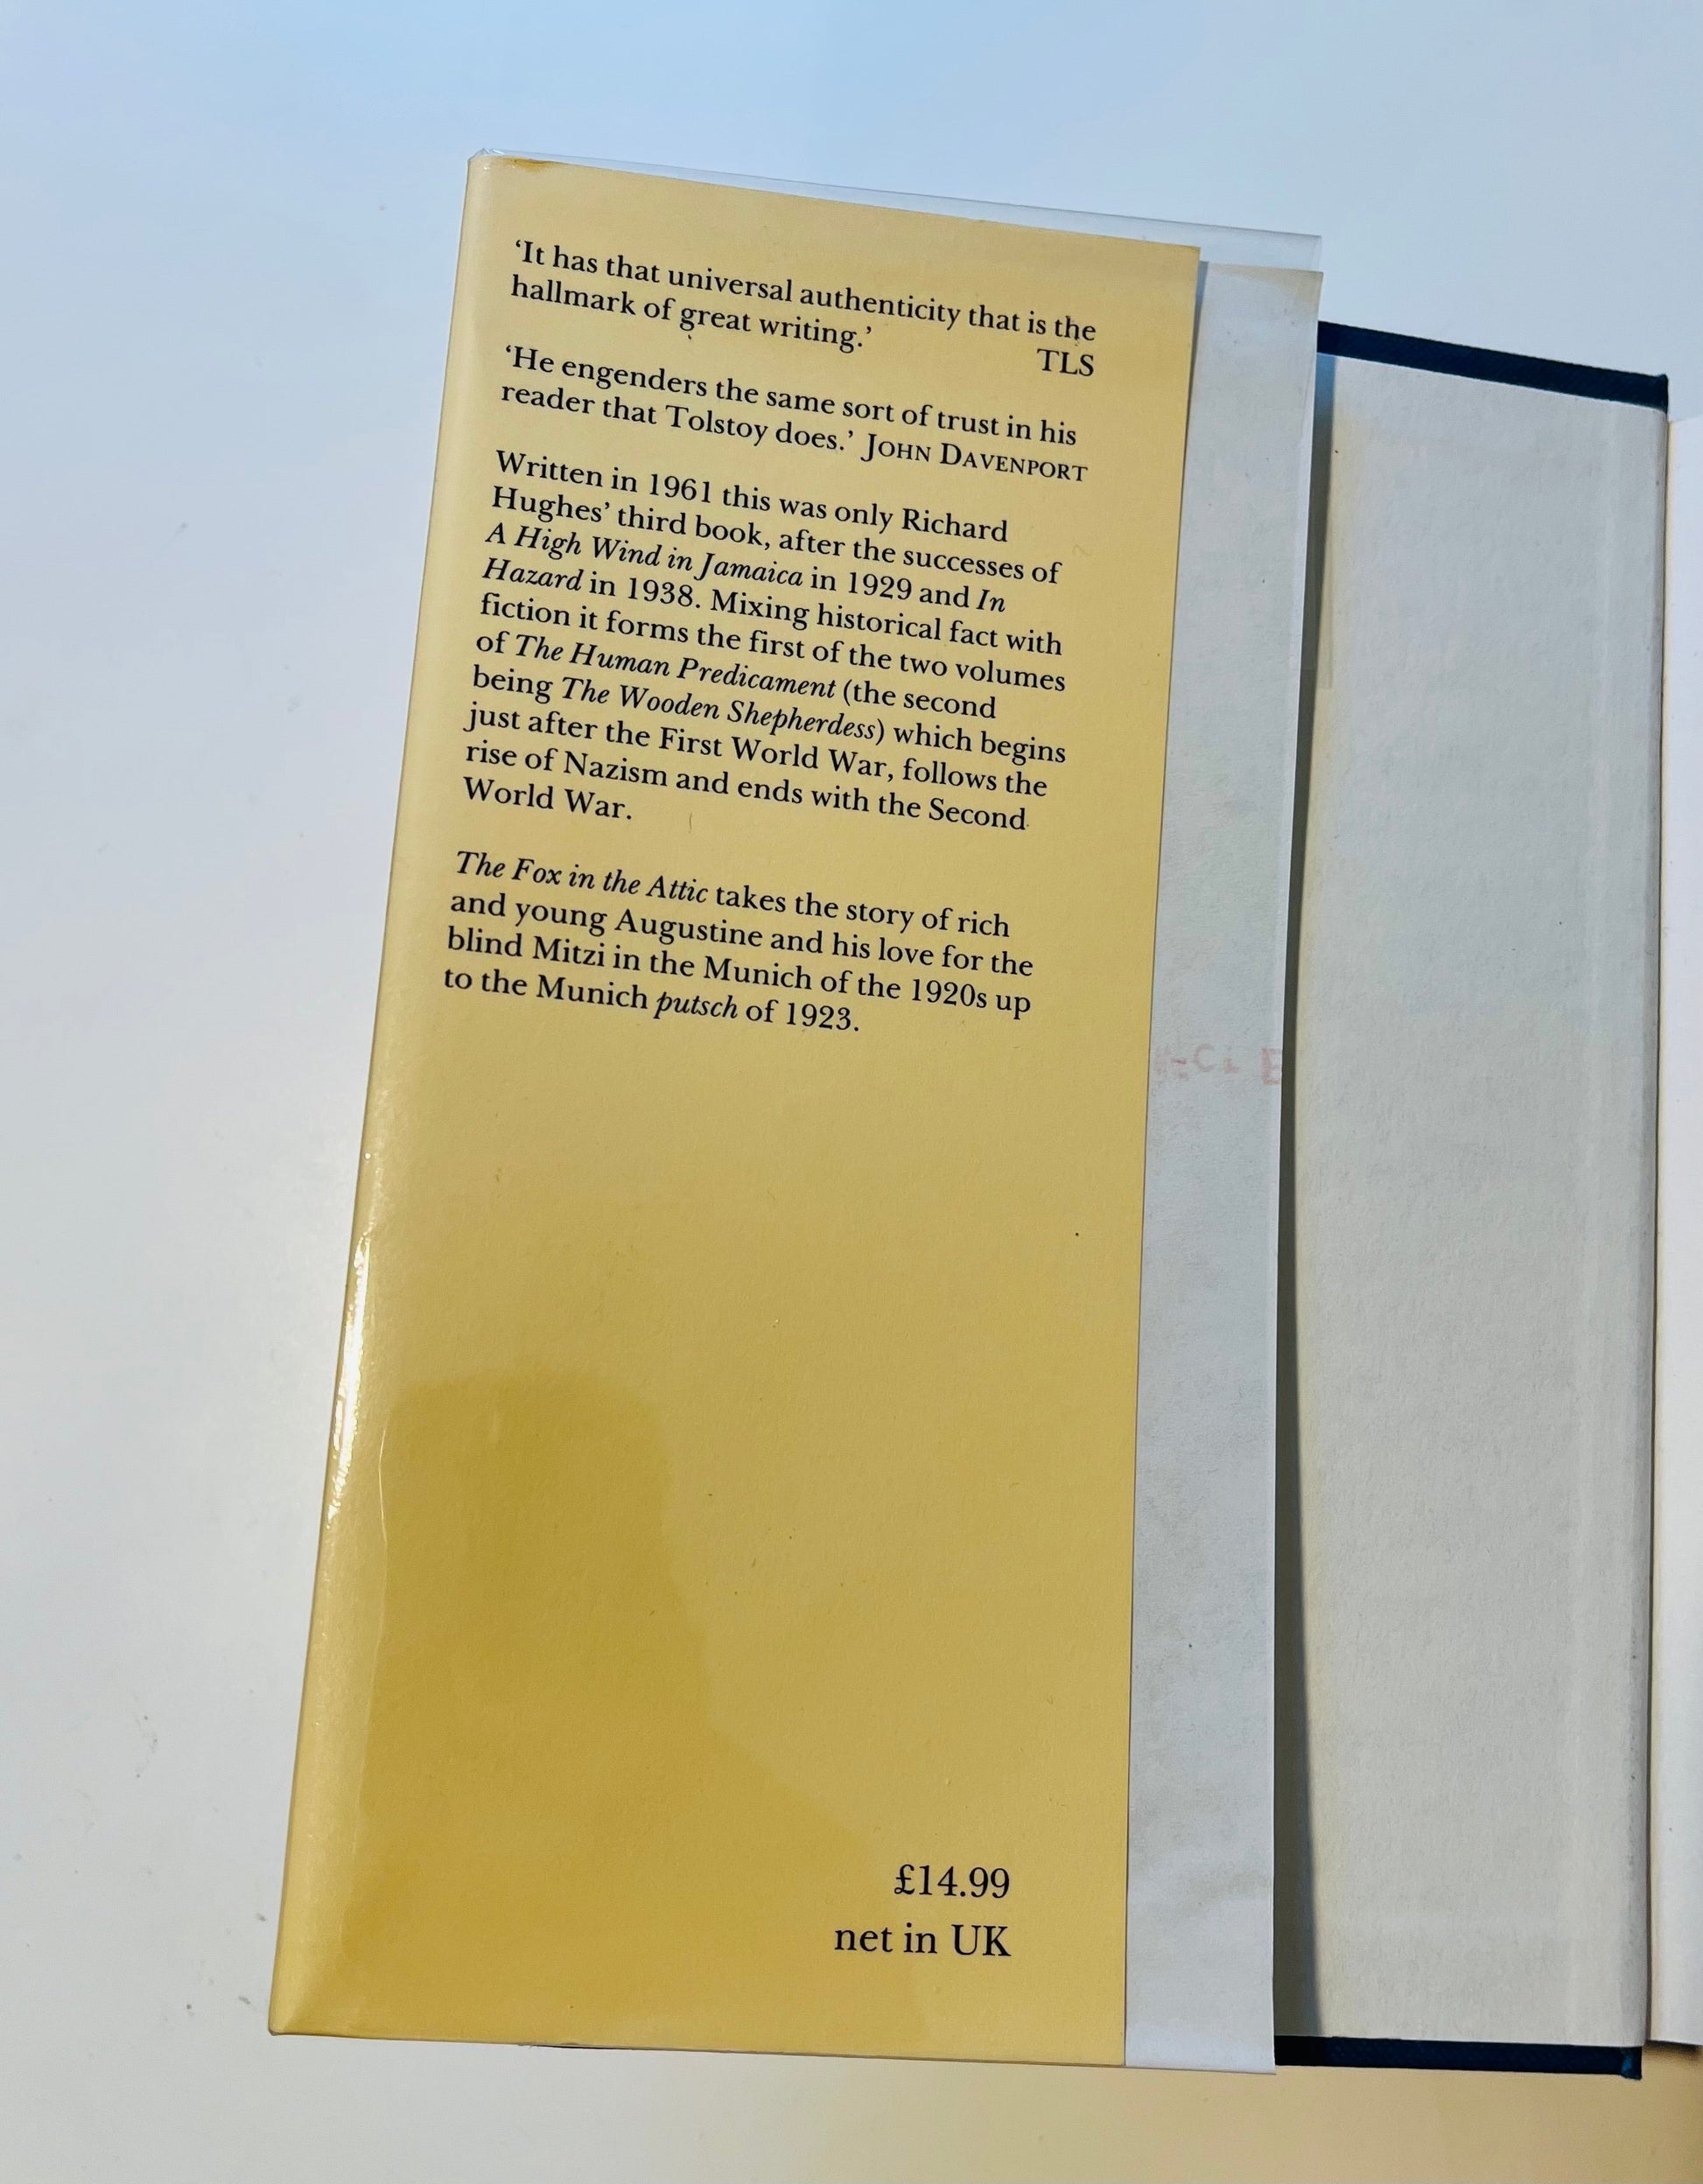 ‘It has that universal authenticity that is the
hallmark of great writing.’
TLS
‘He engenders the same sort of trust in his
reader that Tolstoy does.’ JOHN DAVENPORT
Written in 1961 this was only Richard
Hughes’ third book, after the successes of
A High Wind in Jamaica in 1929 and In
Hazard in 1938. Mixing historical fact with
fiction it forms the first of the two volumes
of The Human Predicament (the second
being The Wooden Shepherdess) which begins
just after the First World War, follows the
rise of Nazism and ends with the Second
World War.
The Fox in the Attic takes the story of rich
and young Augustine and his love for the
blind Mitzi in the Munich of the 1920s up
to the Munich putsch of 1923.
£14.99
net in UK